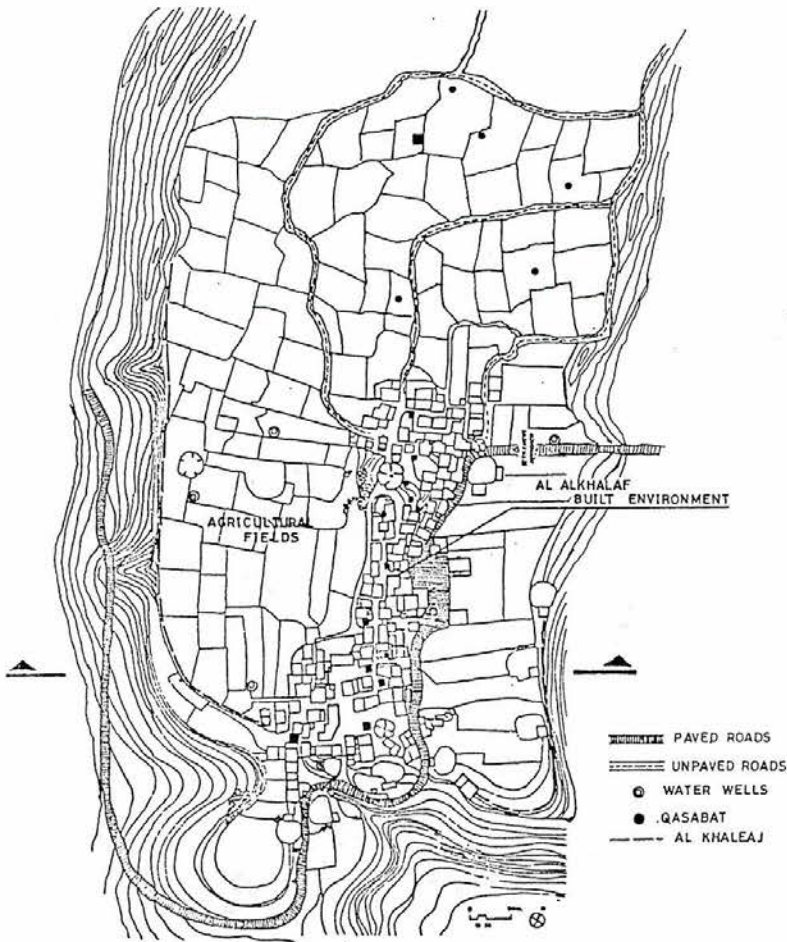 AL ALKHALAF
BUILT ENVIRONMENT
AGRICULTURAL
FIELDS
PAVED ROADS
UNPAVED ROADS
WATER WELLS
.QASABAT
AL KHALEAJ